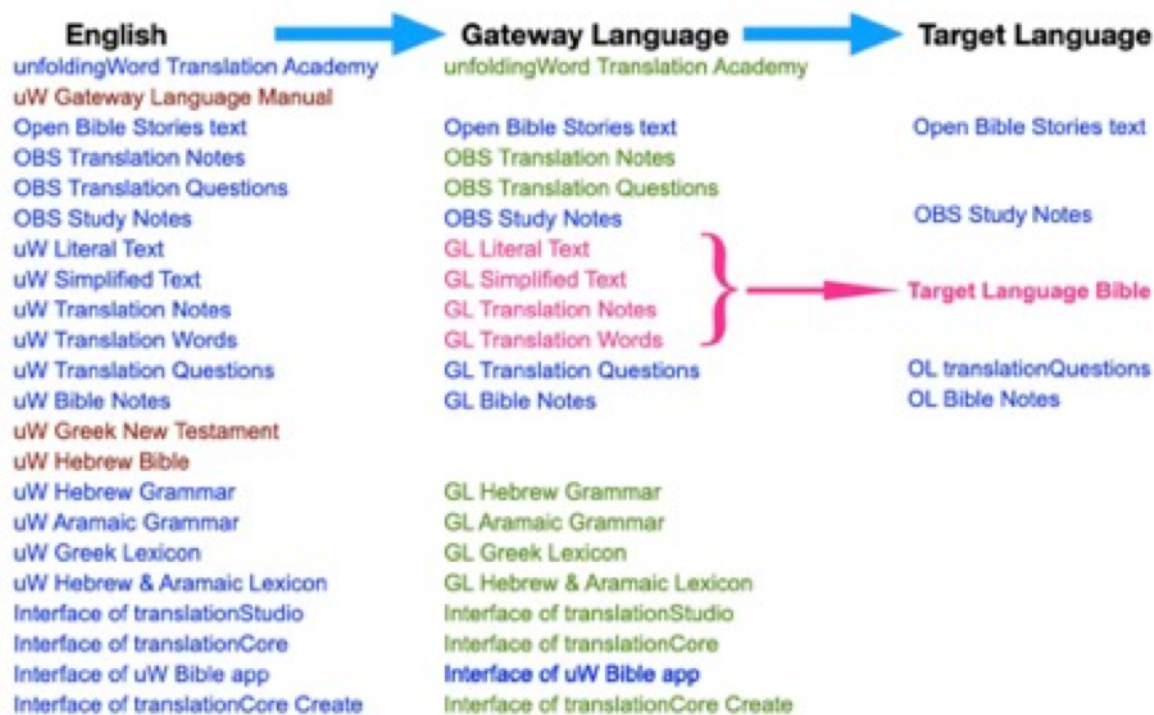 English Gateway Language Target Language
unfoldingWord Translation Academy unfoldingWord Translation Academy
uW Gateway Language Manual
Open Bible Stories text Open Bible Stories text Open Bible Stories text
OBS Translation Notes OBS Translation Notes
OBS Translation Questions OBS Translation Questions
OBS Study Notes OBS Study Notes OBS Study Notes
uW Literal Text GL Literal Text
uW Simplified Text GL Simplified Text
uW Translation Notes GL Translation Notes Target Language Bible
uW Translation Words GL Translation Words
uW Translation Questions GL Translation Questions OL translationQuestions
uW Bible Notes GL Bible Notes OL Bible Notes
uW Greek New Testament
uW Hebrew Bible
uW Hebrew Grammar GL Hebrew Grammar
uW Aramaic Grammar GL Aramaic Grammar
uW Greek Lexicon GL Greek Lexicon
uW Hebrew & Aramaic Lexicon GL Hebrew & Aramaic Lexicon
Interface of translationStudio Interface of translationStudio
Interface of translationCore Interface of translationCore
Interface of uW Bible app Interface of uW Bible app
Interface of translationCore Create Interface of translationCore Create